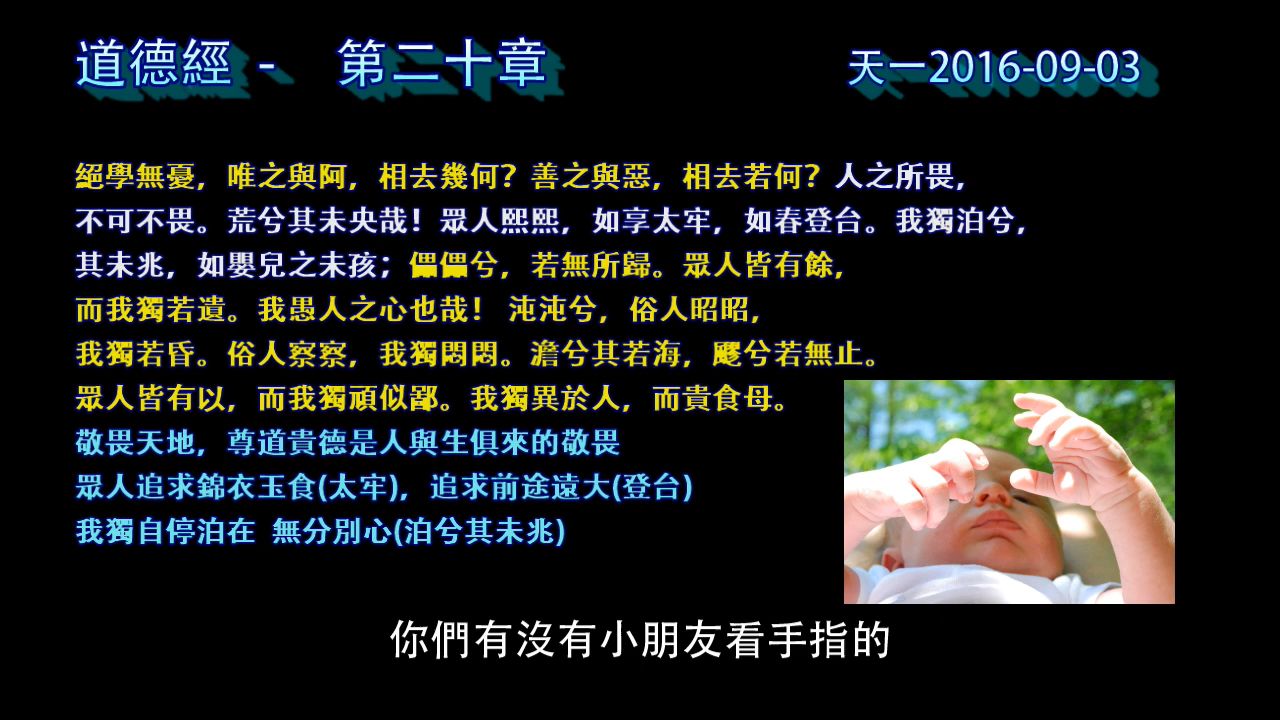 道德經 - 第二十章 天一2016-09-03
絕學無憂，唯之與阿，相去幾何？善之與惡，相去若何？人之所畏，
不可不畏。荒兮其未央哉！眾人熙熙，如享太牢，如春登台。我獨泊兮，
其未兆，如嬰兒之未孩；儽儽兮，若無所歸。眾人皆有餘，
而我獨若遺。我愚人之心也哉！ 沌沌兮，俗人昭昭，
我獨若昏。俗人察察，我獨悶悶。澹兮其若海，飂兮若無止。
眾人皆有以，而我獨頑似鄙。我獨異於人，而貴食母。
敬畏天地，尊道貴德是人與生俱來的敬畏
眾人追求錦衣玉食(太牢)，追求前途遠大(登台)
我獨自停泊在 無分別心(泊兮其未兆)
你們有沒有小朋友看手指的